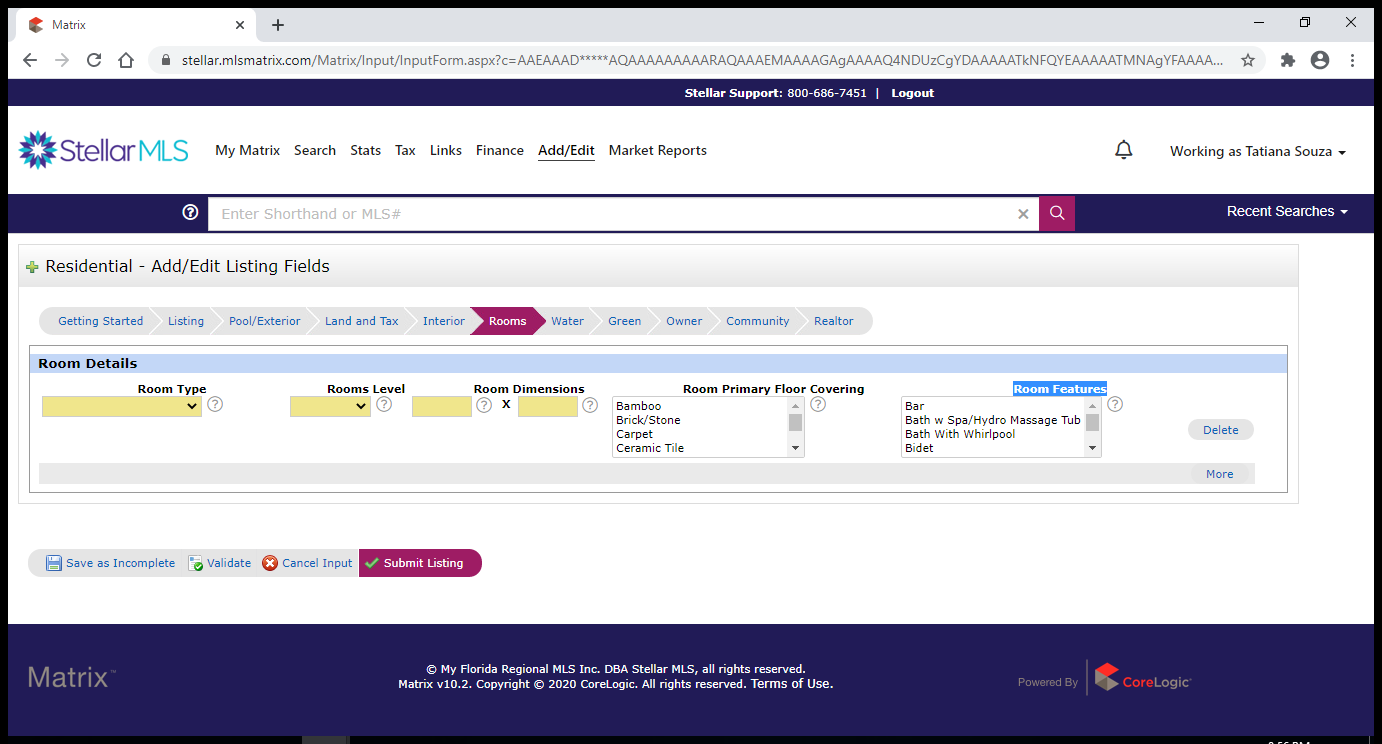 Matrix
stellar.mlsmatrix.com/Matrix/Input/InputForm.aspx?c=AAEAAAD*****AQAAAAAAAAARAQAAAEMAAAAGAgAAAAQ4NDUzCgYDAAAAATkNFQYEAAAAATMNAgYFAAAA...
Stellar Support: 800-686-7451 | Logout
Stellar MLS
My Matrix Search Stats Tax Links Finance Add/Edit Market Reports
Working as Tatiana Souza
Enter Shorthand or MLS#
Recent Searches
Residential - Add/Edit Listing Fields
Getting Started Listing Pool/Exterior Land and Tax Interior Rooms Water Green Owner Community Realtor
Room Details
Room Type Rooms Level Room Dimensions Room Primary Floor Covering Room Features
X
Bamboo
Brick/Stone
Carpet
Ceramic Tile
Bar
Bath w Spa/Hydro Massage Tub
Bath With Whirlpool
Bidet
Delete
More
Save as Incomplete Validate Cancel Input Submit Listing
Matrix™
© My Florida Regional MLS Inc. DBA Stellar MLS, all rights reserved.
Matrix v10.2. Copyright © 2020 CoreLogic. All rights reserved. Terms of Use.
Powered By CoreLogic